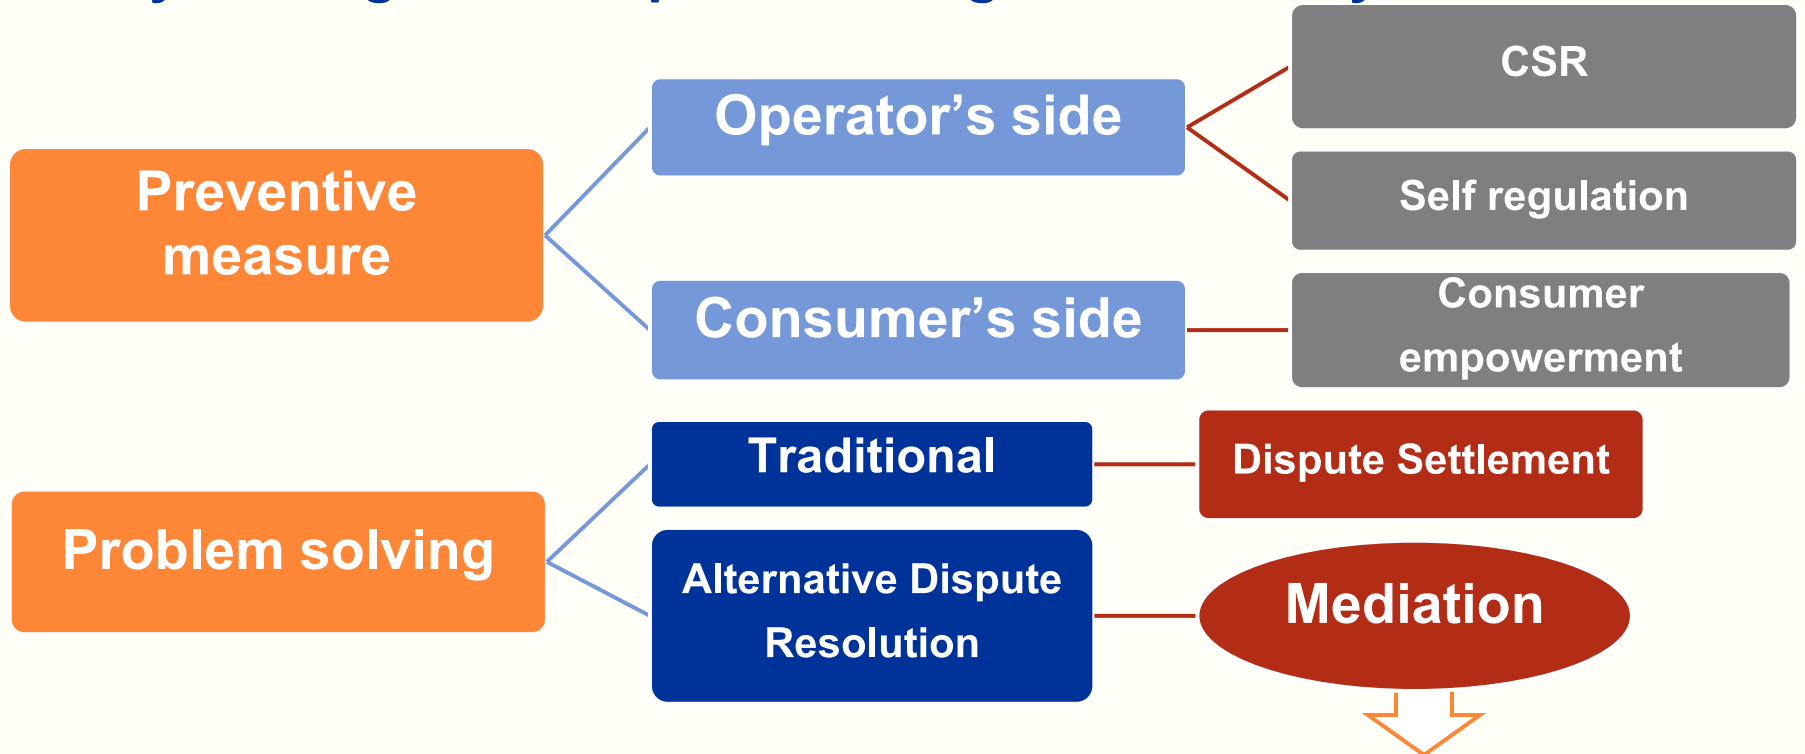 CSR
Operator’s side
Preventive
measure
Self regulation
Consumer’s side
Consumer
empowerment
Traditional
Dispute Settlement
Problem solving
Alternative Dispute
Resolution
Mediation